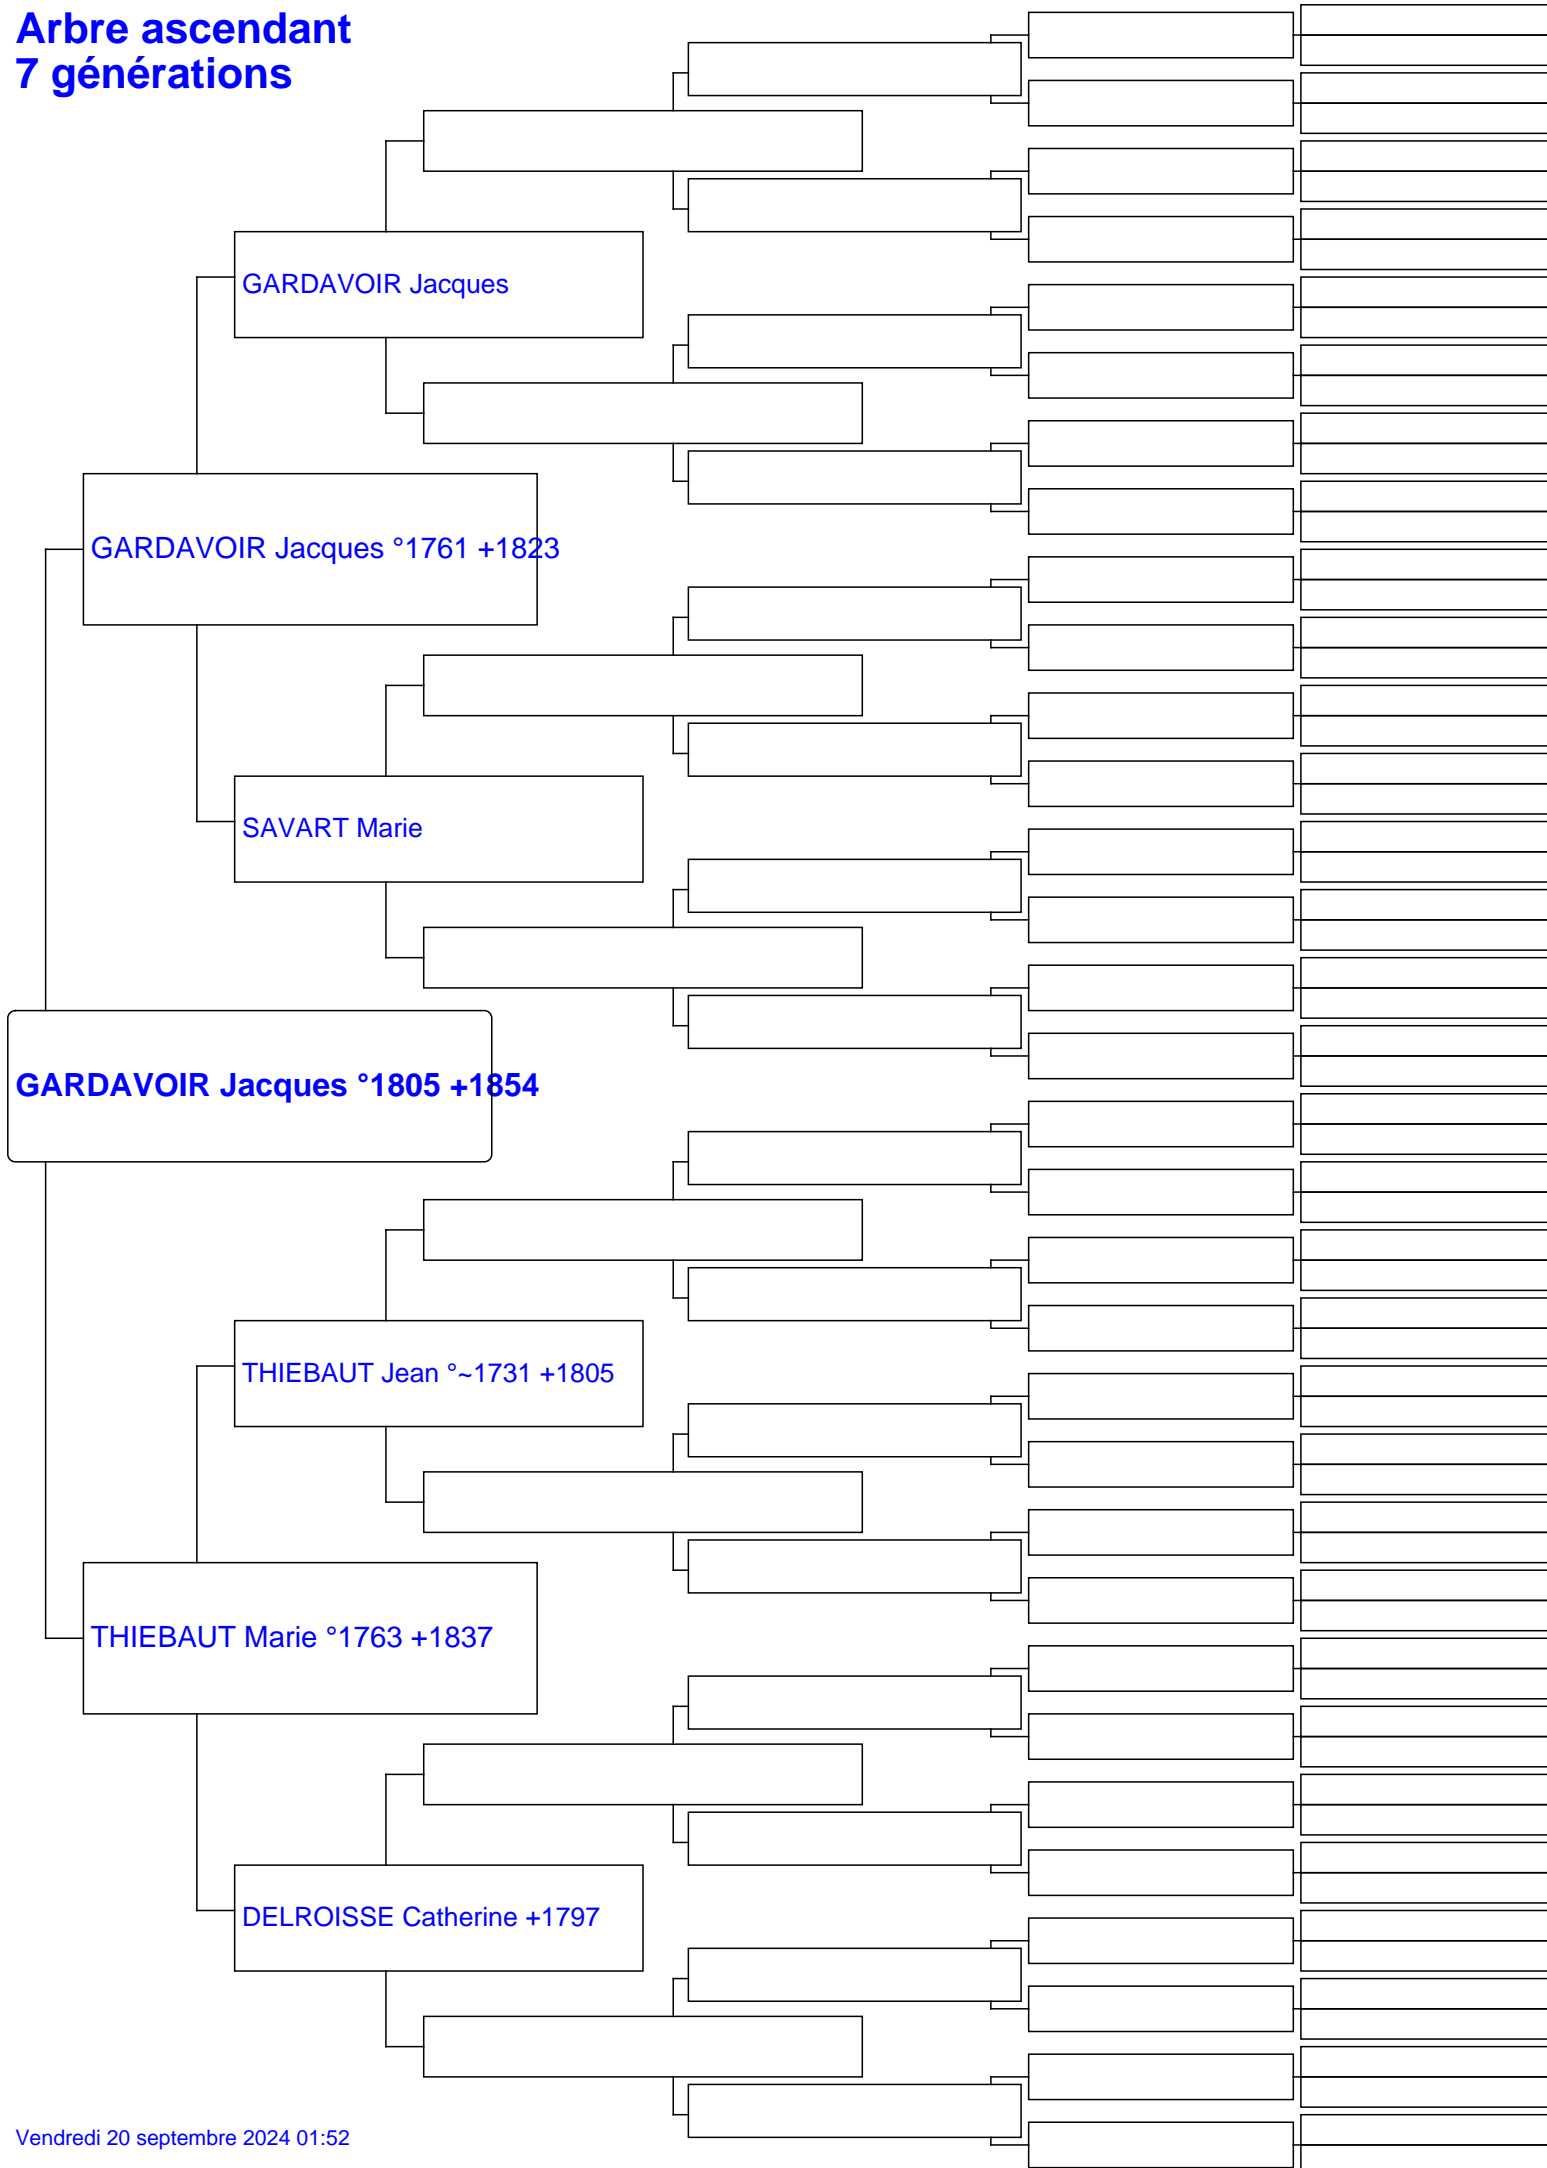 Arbre ascendant
7 générations
GARDAVOIR Jacques
GARDAVOIR Jacques °1761 +1823
SAVART Marie
GARDAVOIR Jacques °1805 +1854
THIEBAUT Jean °~1731 +1805
THIEBAUT Marie °1763 +1837
DELROISSE Catherine +1797
Vendredi 20 septembre 2024 01:52